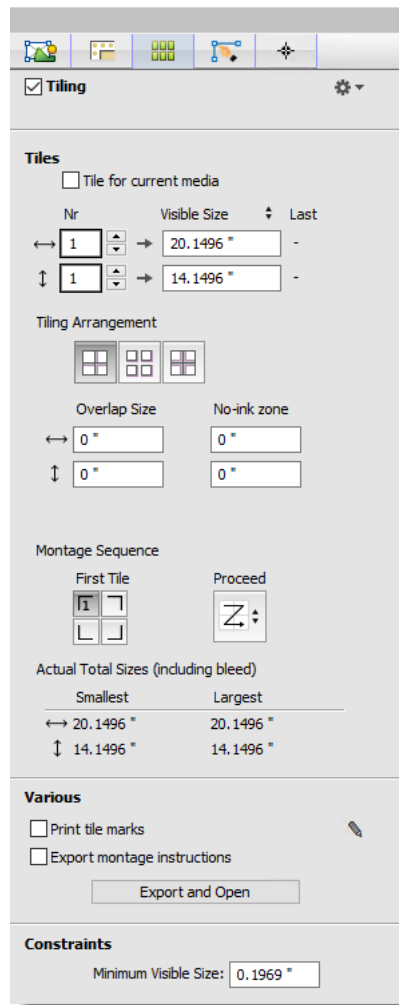 Tiling
Tiles
Tile for current media
Nr Visible Size Last
1 20.1496 " -
1 14.1496 " -
Tiling Arrangement
Overlap Size No-ink zone
0 " 0 "
0 " 0 "
Montage Sequence
First Tile Proceed
1
Actual Total Sizes (including bleed)
Smallest Largest
20.1496 " 20.1496 "
14.1496 " 14.1496 "
Various
Print tile marks
Export montage instructions
Export and Open
Constraints
Minimum Visible Size: 0.1969 "